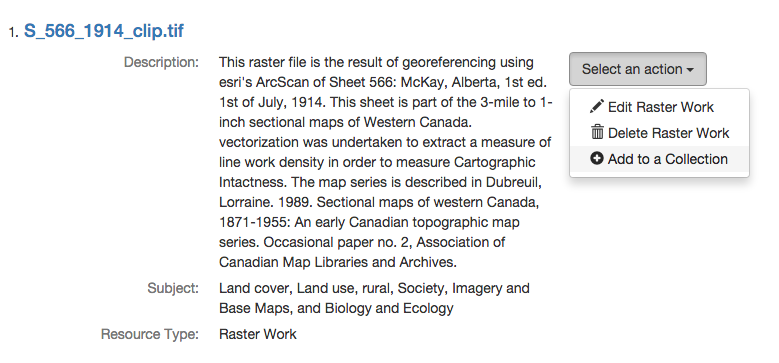 1. S_566_1914_clip.tif
Description: This raster file is the result of georeferencing using
esri's ArcScan of Sheet 566: McKay, Alberta, 1st ed.
1st of July, 1914. This sheet is part of the 3-mile to 1-
inch sectional maps of Western Canada.
vectorization was undertaken to extract a measure of
line work density in order to measure Cartographic
Intactness. The map series is described in Dubreuil,
Lorraine. 1989. Sectional maps of western Canada,
1871-1955: An early Canadian topographic map
series. Occasional paper no. 2, Association of
Canadian Map Libraries and Archives.
Select an action
Edit Raster Work
Delete Raster Work
Add to a Collection
Subject: Land cover, Land use, rural, Society, Imagery and
Base Maps, and Biology and Ecology
Resource Type: Raster Work